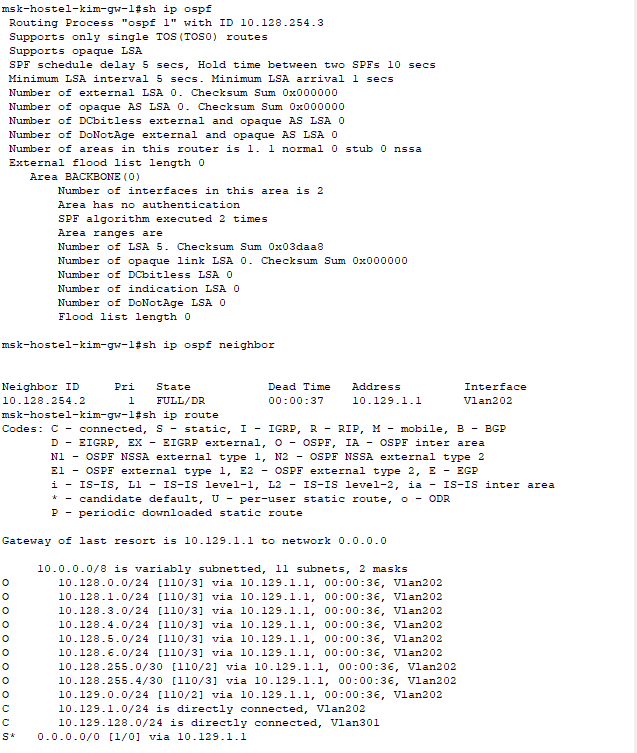 msk-hostel-kim-gw-1#sh ip ospf
Routing Process "ospf 1" with ID 10.128.254.3
Supports only single TOS(TOS0) routes
Supports opaque LSA
SPF schedule delay 5 secs, Hold time between two SPFs 10 secs
Minimum LSA interval 5 secs. Minimum LSA arrival 1 secs
Number of external LSA 0. Checksum Sum 0x000000
Number of opaque AS LSA 0. Checksum Sum 0x000000
Number of DCbitless external and opaque AS LSA 0
Number of DoNotAge external and opaque AS LSA 0
Number of areas in this router is 1. 1 normal 0 stub 0 nssa
External flood list length 0
Area BACKBONE(0)
Number of interfaces in this area is 2
Area has no authentication
SPF algorithm executed 2 times
Area ranges are
Number of LSA 5. Checksum Sum 0x03daa8
Number of opaque link LSA 0. Checksum Sum 0x000000
Number of DCbitless LSA 0
Number of indication LSA 0
Number of DoNotAge LSA 0
Flood list length 0
msk-hostel-kim-gw-1#sh ip ospf neighbor
Neighbor ID Pri State Dead Time Address Interface
10.128.254.2 1 FULL/DR 00:00:37 10.129.1.1 Vlan202
msk-hostel-kim-gw-1#sh ip route
Codes: C - connected, S - static, I - IGRP, R - RIP, M - mobile, B - BGP
D - EIGRP, EX - EIGRP external, O - OSPF, IA - OSPF inter area
N1 - OSPF NSSA external type 1, N2 - OSPF NSSA external type 2
E1 - OSPF external type 1, E2 - OSPF external type 2, E - EGP
i - IS-IS, L1 - IS-IS level-1, L2 - IS-IS level-2, ia - IS-IS inter area
* - candidate default, U - per-user static route, o - ODR
P - periodic downloaded static route
Gateway of last resort is 10.129.1.1 to network 0.0.0.0
10.0.0.0/8 is variably subnetted, 11 subnets, 2 masks
O 10.128.0.0/24 [110/3] via 10.129.1.1, 00:00:36, Vlan202
O 10.128.1.0/24 [110/3] via 10.129.1.1, 00:00:36, Vlan202
O 10.128.3.0/24 [110/3] via 10.129.1.1, 00:00:36, Vlan202
O 10.128.4.0/24 [110/3] via 10.129.1.1, 00:00:36, Vlan202
O 10.128.5.0/24 [110/3] via 10.129.1.1, 00:00:36, Vlan202
O 10.128.6.0/24 [110/3] via 10.129.1.1, 00:00:36, Vlan202
O 10.128.255.0/30 [110/2] via 10.129.1.1, 00:00:36, Vlan202
O 10.128.255.4/30 [110/3] via 10.129.1.1, 00:00:36, Vlan202
O 10.129.0.0/24 [110/2] via 10.129.1.1, 00:00:36, Vlan202
C 10.129.1.0/24 is directly connected, Vlan202
C 10.129.128.0/24 is directly connected, Vlan301
S* 0.0.0.0/0 [1/0] via 10.129.1.1